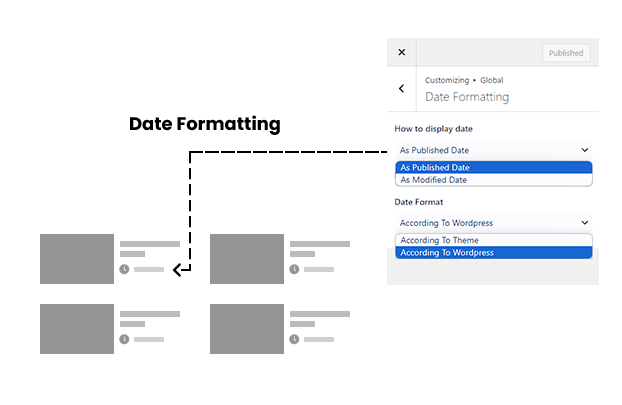 Date Formatting
Published
Customizing • Global
Date Formatting
How to display date
As Published Date
As Published Date
As Modified Date
Date Format
According To Wordpress
According To Theme
According To Wordpress